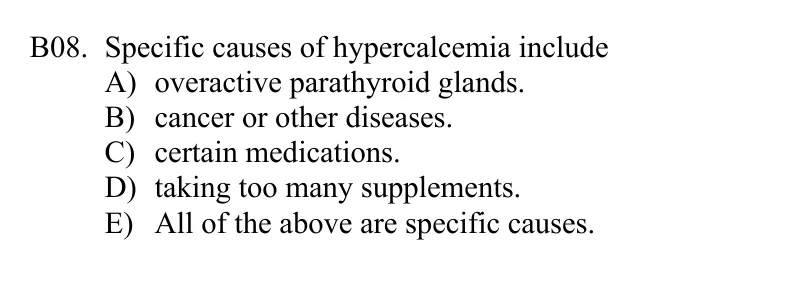 B08. Specific causes of hypercalcemia include
A) overactive parathyroid glands.
B) cancer or other diseases.
C) certain medications.
D) taking too many supplements.
E) All of the above are specific causes.